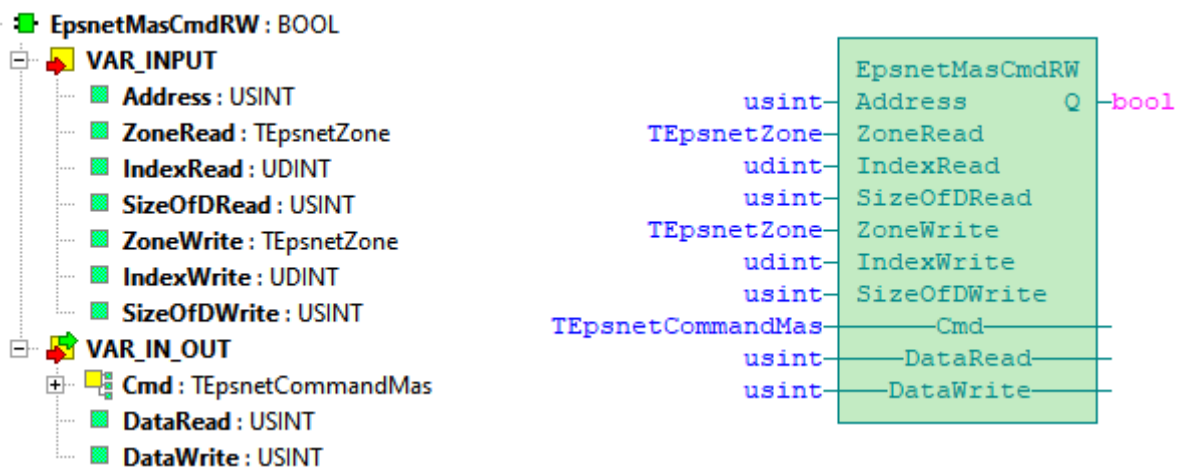 EpsnetMasCmdRW : BOOL
VAR_INPUT
Address : USINT
ZoneRead : TEpsnetZone
IndexRead : UDINT
SizeOfDRead : USINT
ZoneWrite : TEpsnetZone
IndexWrite : UDINT
SizeOfDWrite : USINT
VAR_IN_OUT
Cmd : TEpsnetCommandMas
DataRead : USINT
DataWrite : USINT
EpsnetMasCmdRW
usint Address Q bool
TEpsnetZone ZoneRead
udint IndexRead
usint SizeOfDRead
TEpsnetZone ZoneWrite
udint IndexWrite
usint SizeOfDWrite
TEpsnetCommandMas Cmd
usint DataRead
usint DataWrite